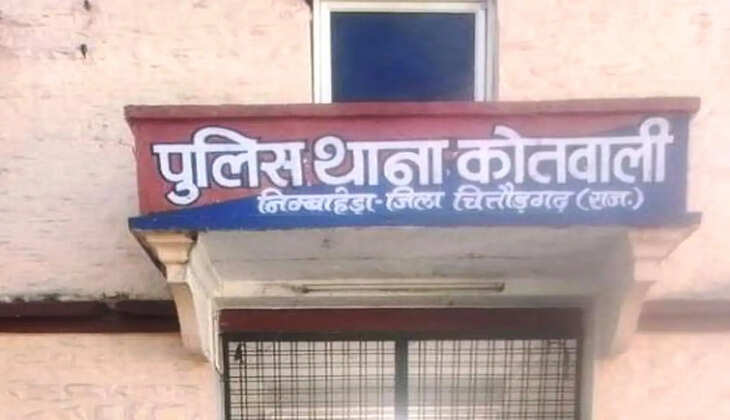 पुलिस थाना कोतवाली
निम्बाहेड़ा-जिला चित्तौड़गढ़ (राज.)